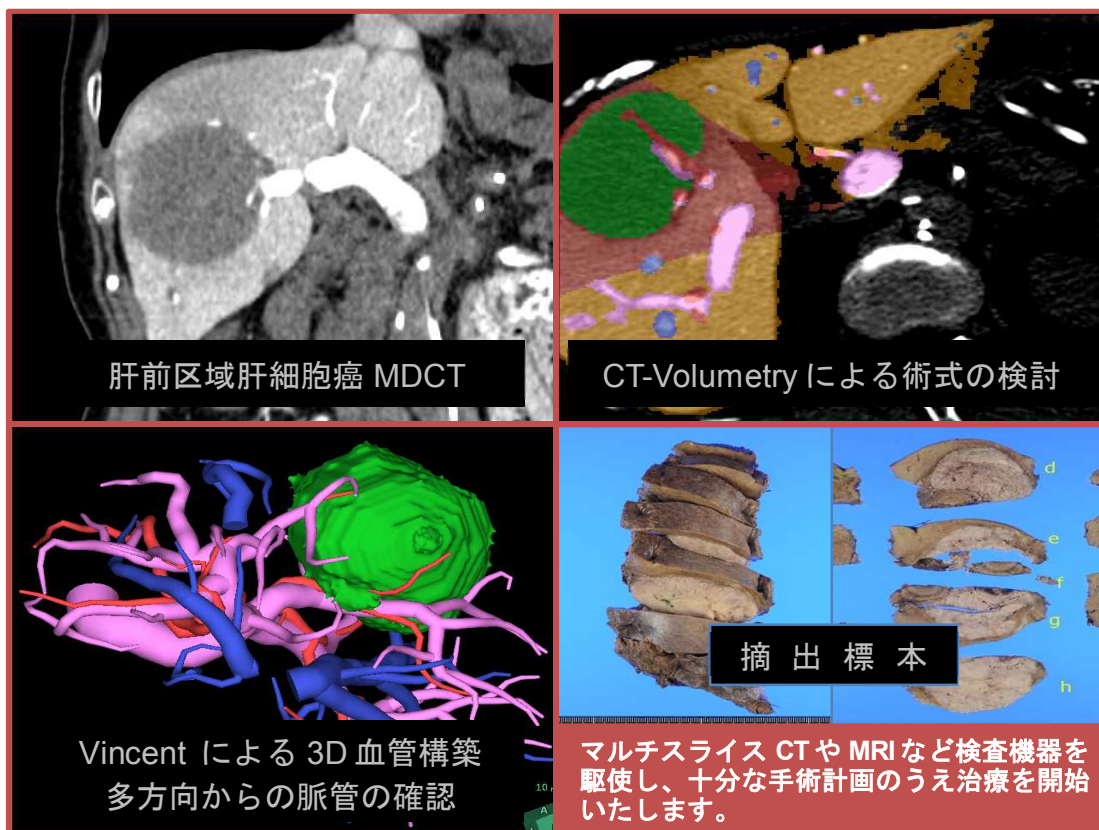 肝前区域肝細胞癌 MDCT
CT-Volumetry による術式の検討
d
e
f
g
h
摘 出 標 本
Vincent による 3D 血管構築
多方向からの脈管の確認
マルチスライス CT や MRI など検査機器を
駆使し、十分な手術計画のうえ治療を開始
いたします。